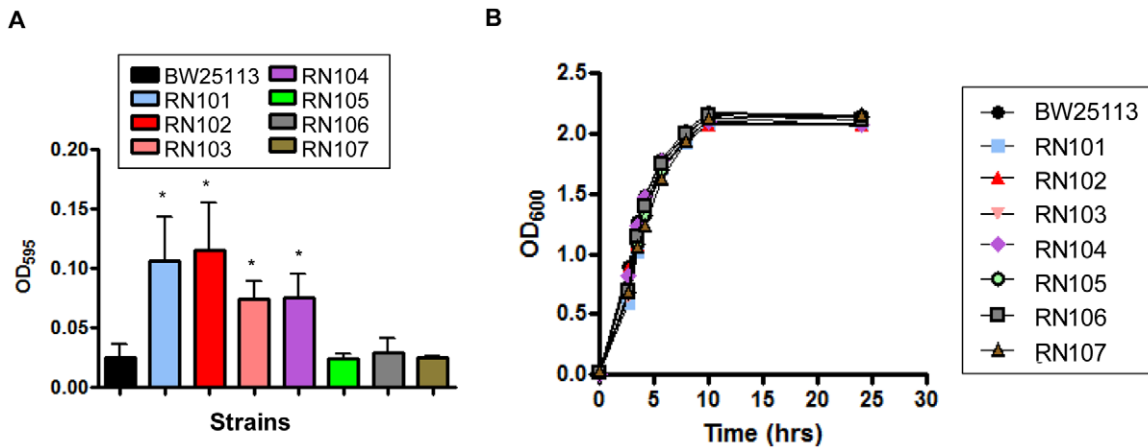 A
BW25113 RN104
RN101 RN105
RN102 RN106
RN103 RN107
0.20
0.15
0.10
0.05
0.00
OD595
* * * *
Strains
B
2.5
2.0
1.5
1.0
0.5
0.0
OD600
0 5 10 15 20 25 30
Time (hrs)
BW25113
RN101
RN102
RN103
RN104
RN105
RN106
RN107